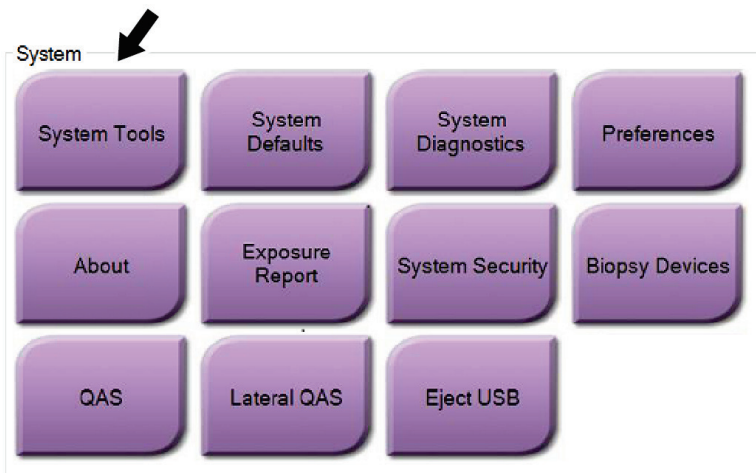 System
System Tools
System
Defaults
System
Diagnostics
Preferences
About
Exposure
Report
System Security
Biopsy Devices
QAS
Lateral QAS
Eject USB